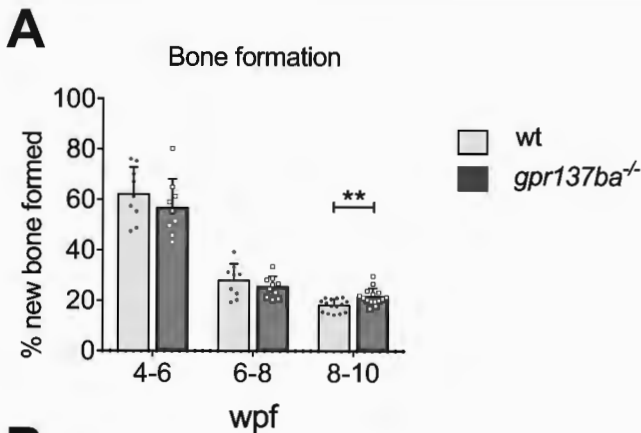 A
Bone formation
% new bone formed
100
80
60
40
20
0
**
wt
gpr137ba-/-
4-6
6-8
8-10
wpf